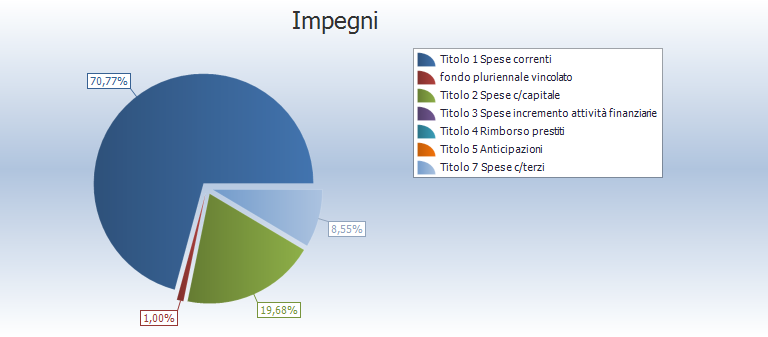 Impegni
Titolo 1 Spese correnti
fondo pluriennale vincolato
Titolo 2 Spese c/capitale
Titolo 3 Spese incremento attività finanziarie
Titolo 4 Rimborso prestiti
Titolo 5 Anticipazioni
Titolo 7 Spese c/terzi
70,77%
8,55%
19,68%
1,00%